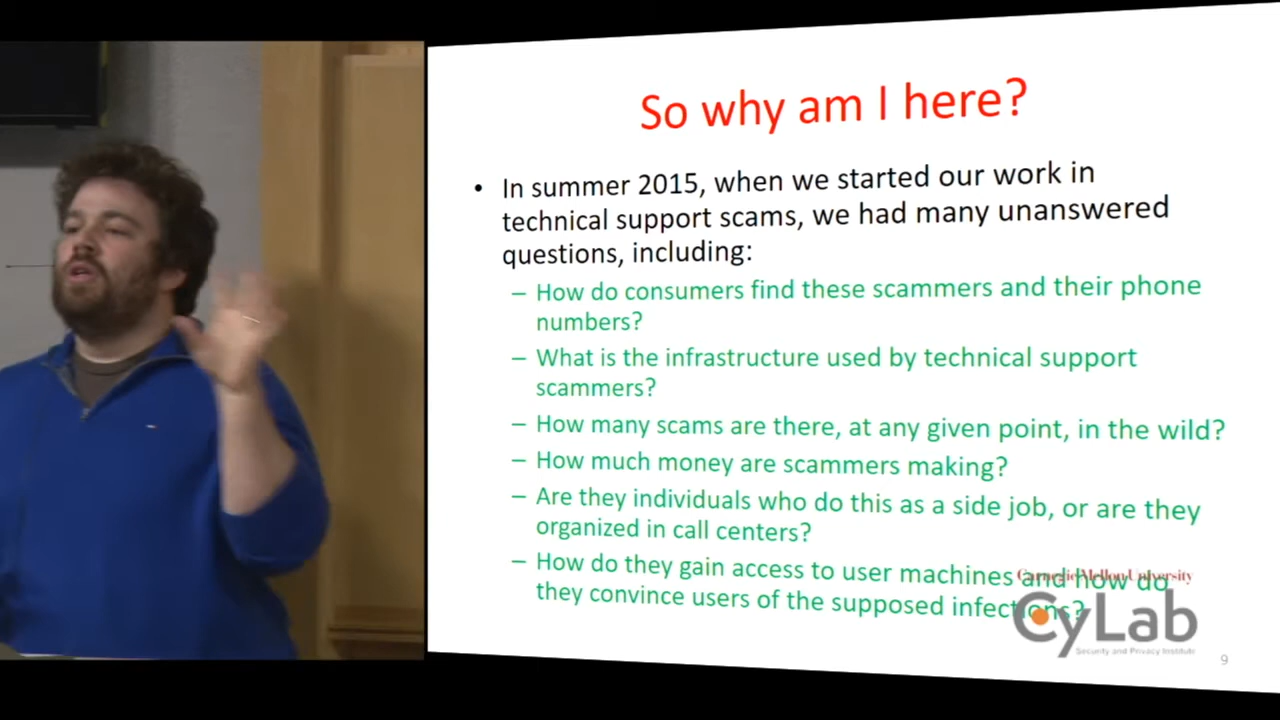 So why am I here?
• In summer 2015, when we started our work in
technical support scams, we had many unanswered
questions, including:
– How do consumers find these scammers and their phone
numbers?
– What is the infrastructure used by technical support
scammers?
– How many scams are there, at any given point, in the wild?
– How much money are scammers making?
– Are they individuals who do this as a side job, or are they
organized in call centers?
– How do they gain access to user machines and how do
they convince users of the supposed infections?
Carnegie Mellon University
CyLab
Security and Privacy Institute
9